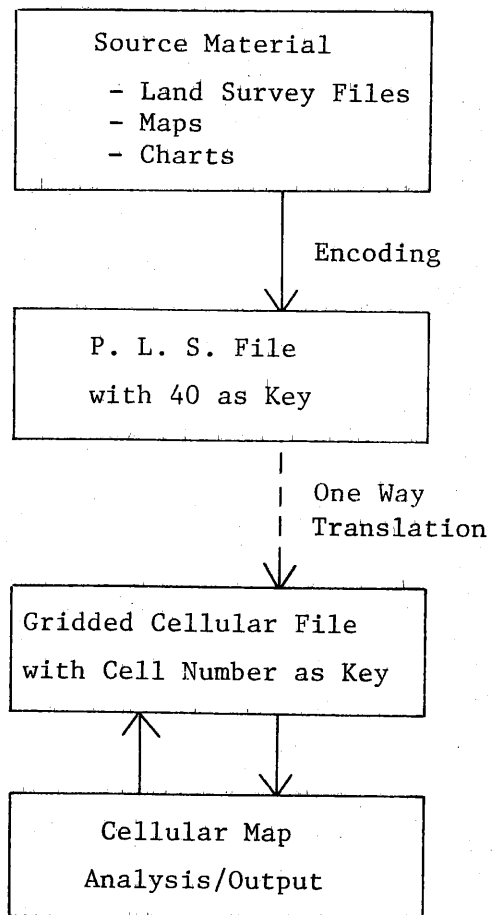 Source Material
- Land Survey Files
- Maps
- Charts
Encoding
P. L. S. File
with 40 as Key
One Way
Translation
Gridded Cellular File
with Cell Number as Key
Cellular Map
Analysis/Output